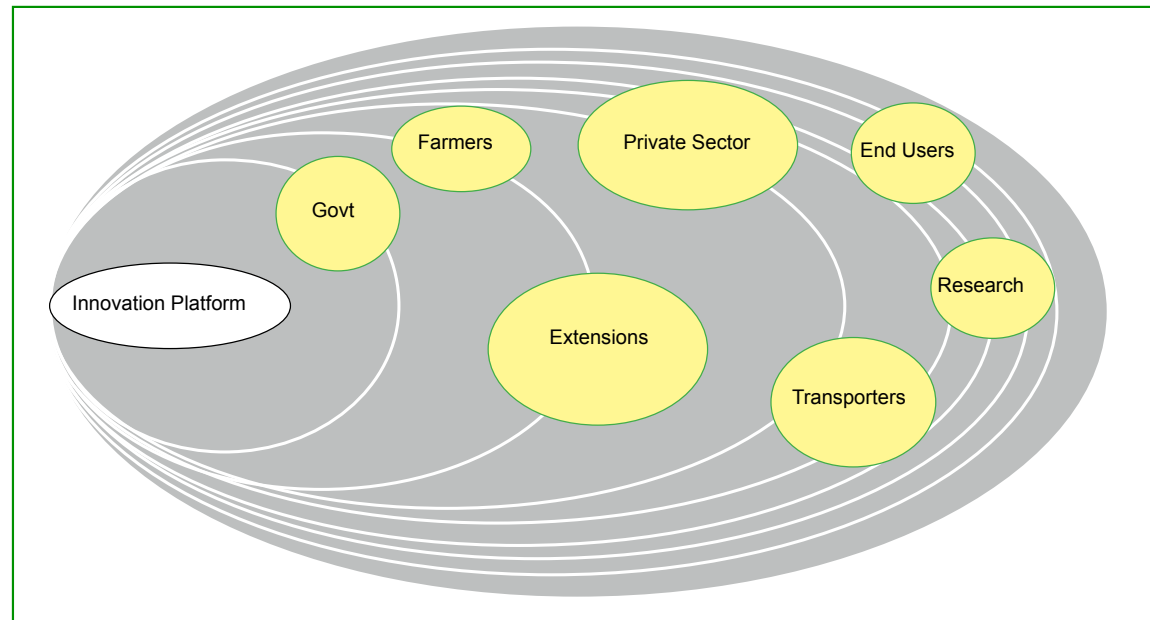 Farmers
Private Sector
End Users
Govt
Research
Innovation Platform
Extensions
Transporters